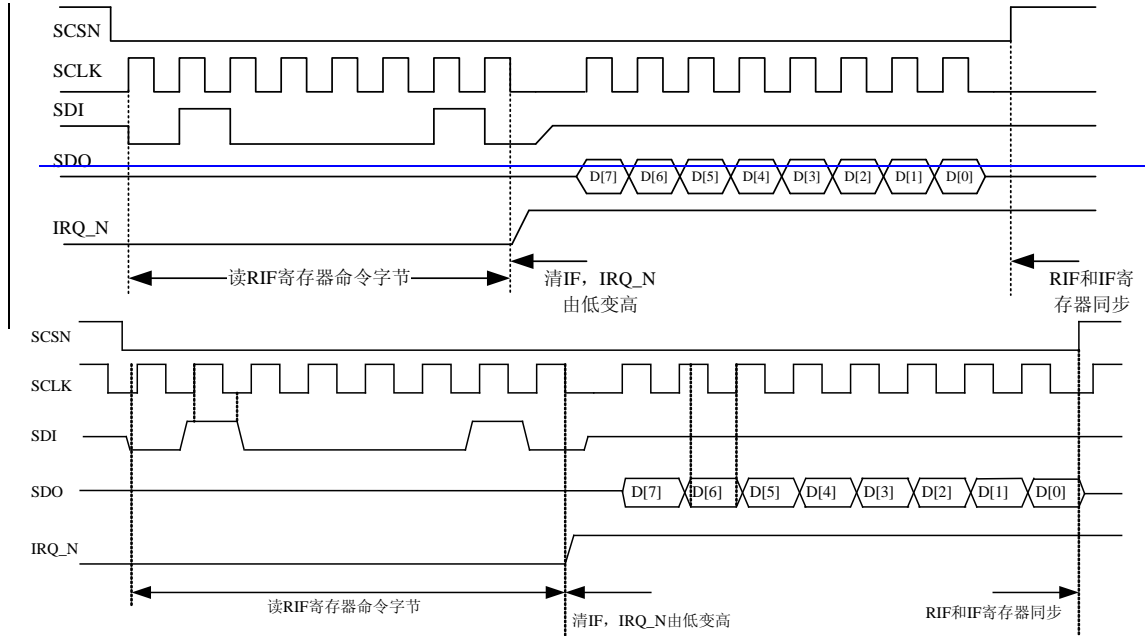 SCSN
SCLK
SDI
SDO
D[7] D[6] D[5] D[4] D[3] D[2] D[1] D[0]
IRQ_N
读RIF寄存器命令字节
清IF，IRQ_N
由低变高
RIF和IF寄
存器同步
SCSN
SCLK
SDI
SDO
D[7] D[6] D[5] D[4] D[3] D[2] D[1] D[0]
IRQ_N
读RIF寄存器命令字节
清IF，IRQ_N由低变高
RIF和IF寄存器同步